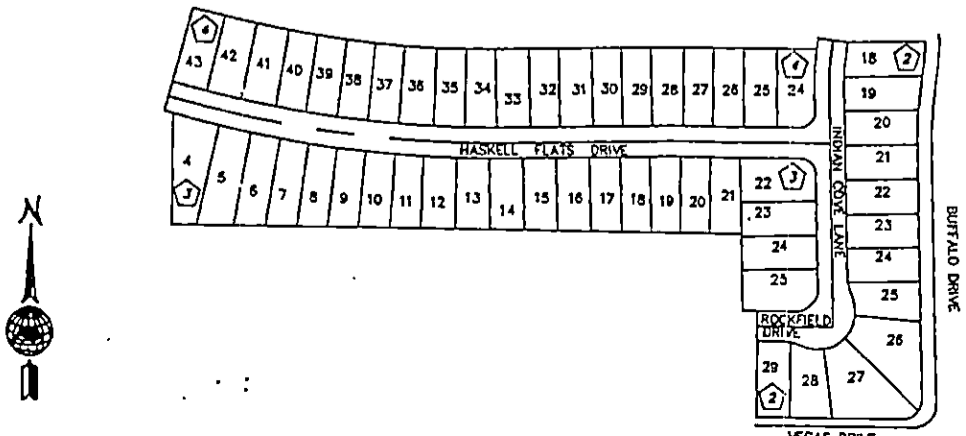 43 42 41 40 39 38 37 36 35 34 33 32 31 30 29 28 27 26 25 24
4
4
18 2
19
20
21
22
23
24
25
26
27
28
29
2
HASKELL FLATS DRIVE
4 5 6 7 8 9 10 11 12 13 14 15 16 17 18 19 20 21
3
22 3
23
24
25
INDIAN COVE LANE
BUFFALO DRIVE
ROCKFIELD
DRIVE
VEGAS DRIVE
N